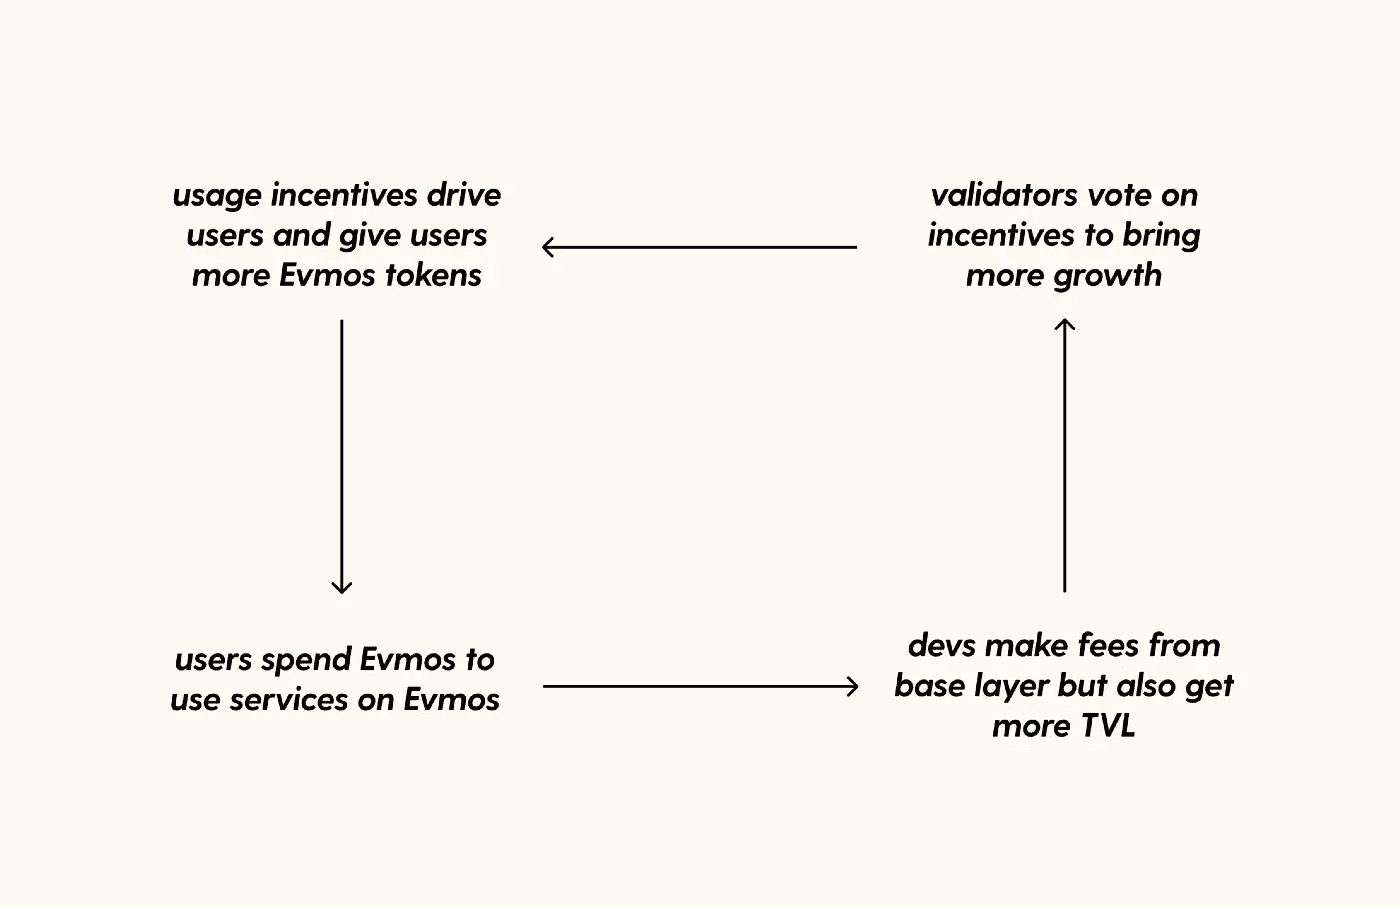 usage incentives drive
users and give users
more Evmos tokens
validators vote on
incentives to bring
more growth
users spend Evmos to
use services on Evmos
devs make fees from
base layer but also get
more TVL